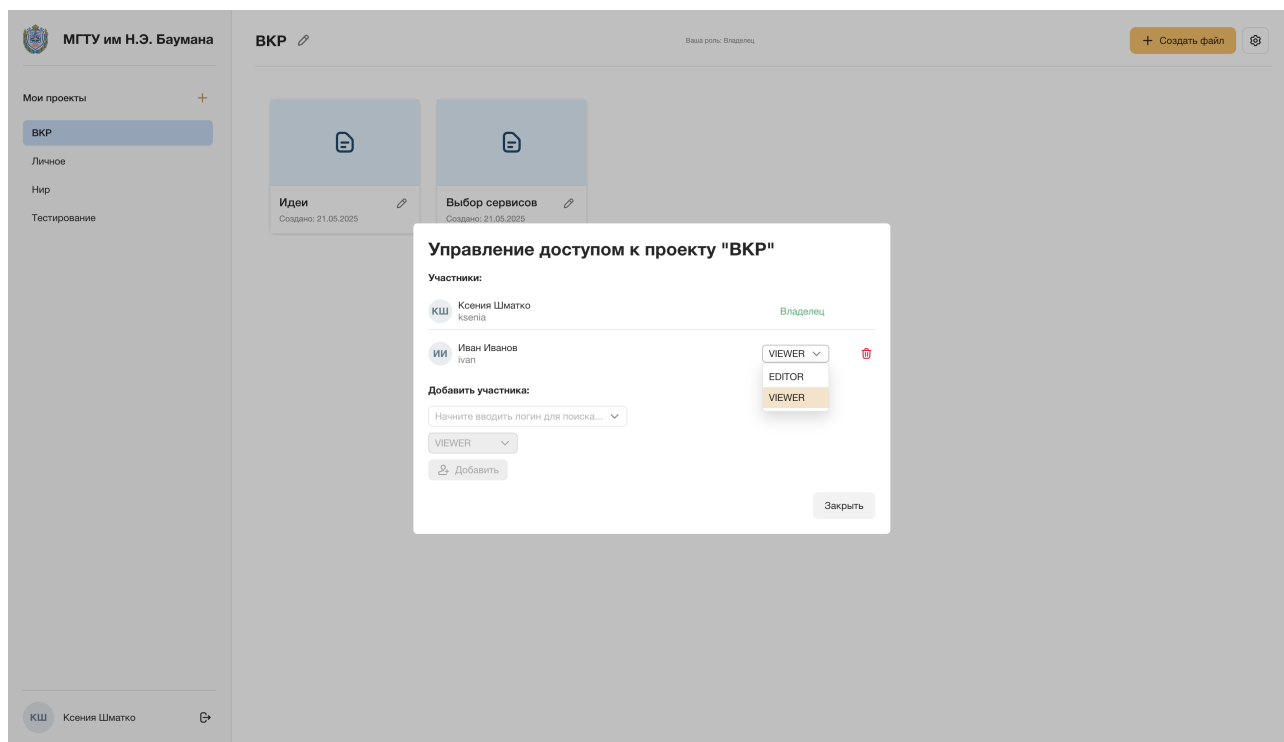 МГТУ им Н.Э. Баумана
ВКР
Ваша роль: Владелец
+ Создать файл
Мои проекты +
ВКР
Личное
Нир
Тестирование
Идеи
Создано: 21.05.2025
Выбор сервисов
Создано: 21.05.2025
Управление доступом к проекту "ВКР"
Участники:
КШ
Ксения Шматко
ksenia
Владелец
ИИ
Иван Иванов
ivan
VIEWER
EDITOR
VIEWER
Добавить участника:
Начните вводить логин для поиска...
VIEWER
Добавить
Закрыть
КШ Ксения Шматко